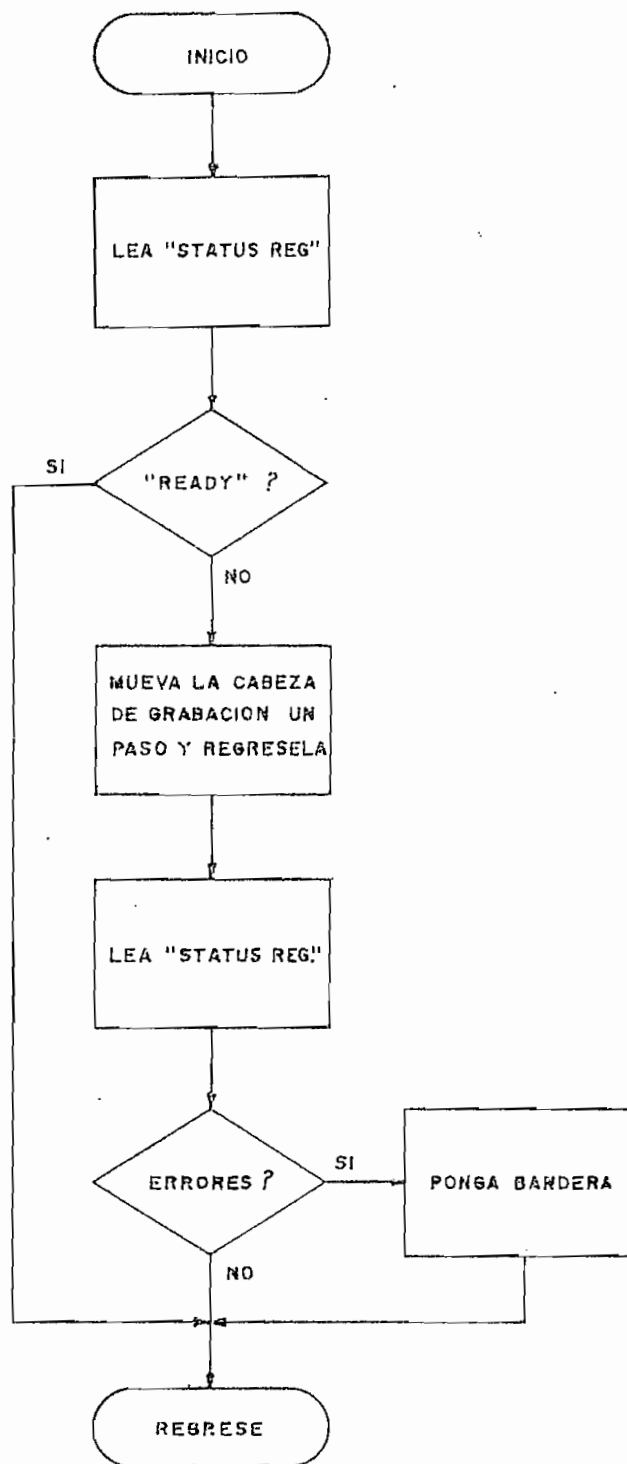 INICIO
LEA "STATUS REG"
"READY" ?
SI
NO
MUEVA LA CABEZA
DE GRABACION UN
PASO Y REGRESELA
LEA "STATUS REG."
ERRORES ?
SI
PONGA BANDERA
NO
REGRESE